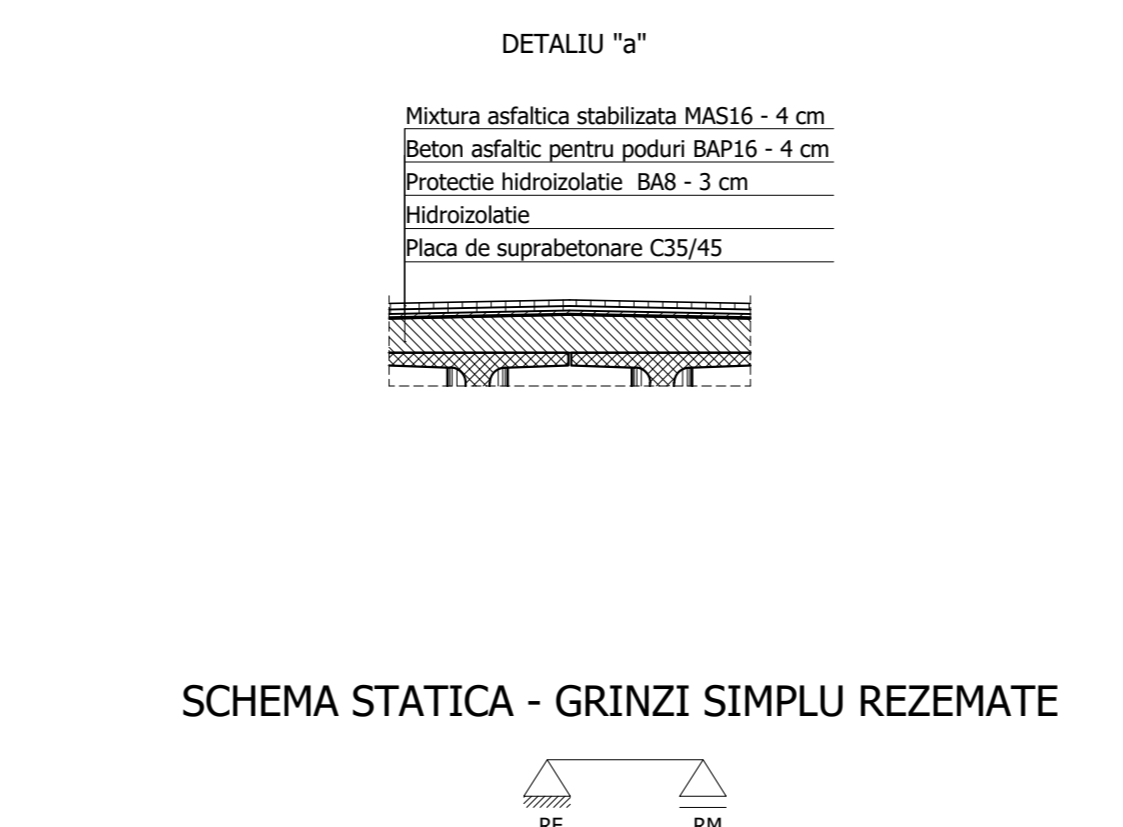 DETALIU "a"
Mixtura asfaltica stabilizata MAS16 - 4 cm
Beton asfaltic pentru poduri BAP16 - 4 cm
Protectie hidroizolatie BA8 - 3 cm
Hidroizolatie
Placa de suprabetonare C35/45
SCHEMA STATICA - GRINZI SIMPLU REZEMATE
RM